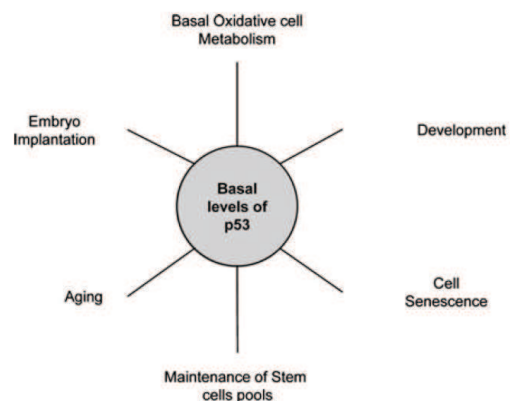 Basal Oxidative cell
Metabolism
Embryo
Implantation
Development
Basal
levels of
p53
Aging
Cell
Senescence
Maintenance of Stem
cells pools